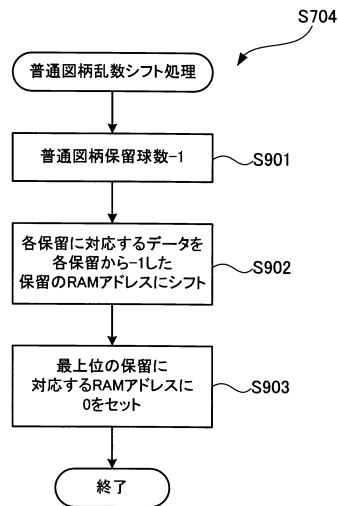 S704
普通図柄乱数シフト処理
普通図柄保留球数-1
S901
各保留に対応するデータを
各保留から-1した
保留のRAMアドレスにシフト
S902
最上位の保留に
対応するRAMアドレスに
0をセット
S903
終了